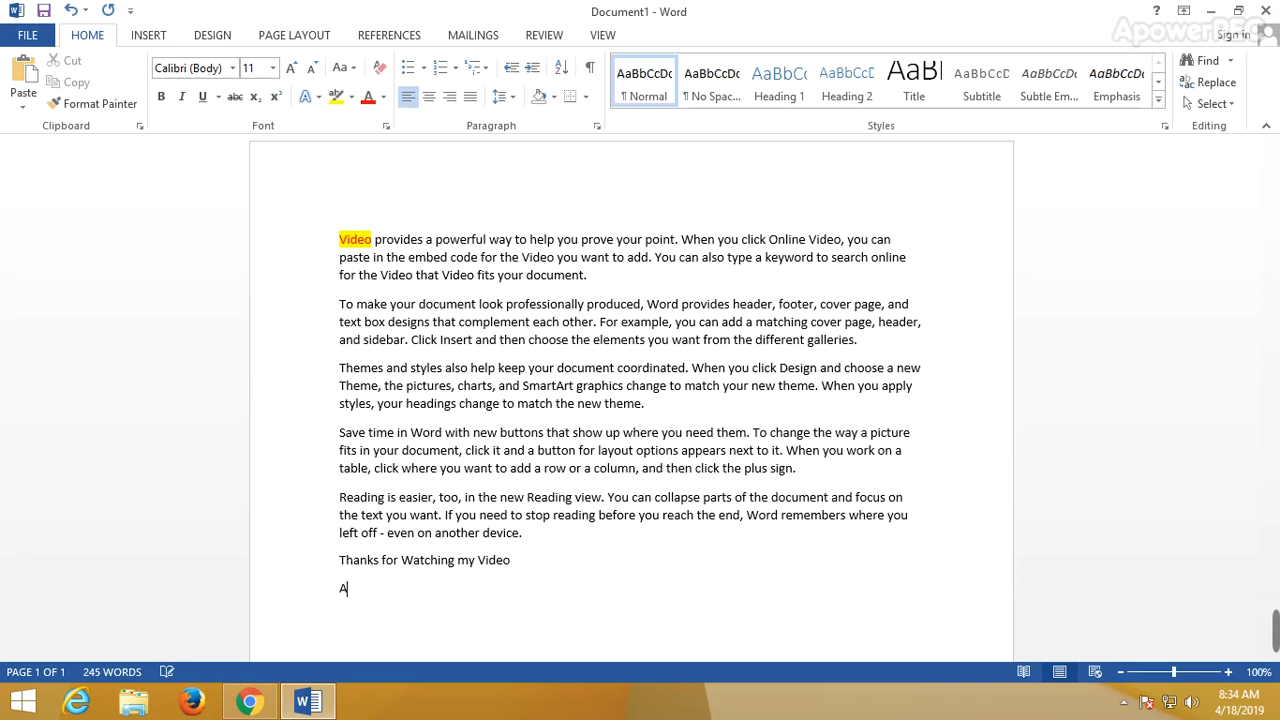 Document1 - Word
ApowerREC
FILE HOME INSERT DESIGN PAGE LAYOUT REFERENCES MAILINGS REVIEW VIEW Sign in
Paste
Cut
Copy
Format Painter
Clipboard
Calibri (Body) 11
Font
Paragraph
AaBbCcDc AaBbCcDc AaBbCc AaBbCcD AaBl AaBbCcD AaBbCcDc AaBbCcDc
¶ Normal ¶ No Spac... Heading 1 Heading 2 Title Subtitle Subtle Em... Emphasis
Styles
Find
Replace
Select
Editing
Video provides a powerful way to help you prove your point. When you click Online Video, you can
paste in the embed code for the Video you want to add. You can also type a keyword to search online
for the Video that Video fits your document.
To make your document look professionally produced, Word provides header, footer, cover page, and
text box designs that complement each other. For example, you can add a matching cover page, header,
and sidebar. Click Insert and then choose the elements you want from the different galleries.
Themes and styles also help keep your document coordinated. When you click Design and choose a new
Theme, the pictures, charts, and SmartArt graphics change to match your new theme. When you apply
styles, your headings change to match the new theme.
Save time in Word with new buttons that show up where you need them. To change the way a picture
fits in your document, click it and a button for layout options appears next to it. When you work on a
table, click where you want to add a row or a column, and then click the plus sign.
Reading is easier, too, in the new Reading view. You can collapse parts of the document and focus on
the text you want. If you need to stop reading before you reach the end, Word remembers where you
left off - even on another device.
Thanks for Watching my Video
A
PAGE 1 OF 1 245 WORDS 100%
8:34 AM
4/18/2019